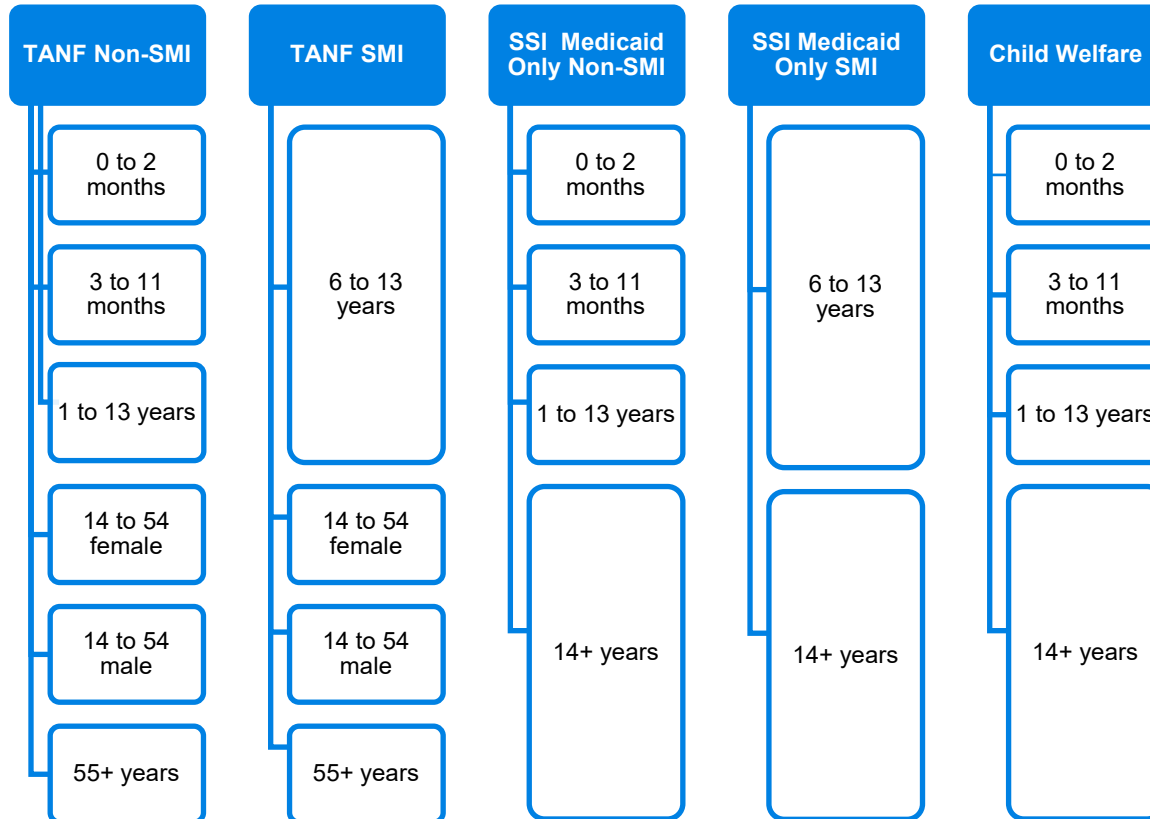 TANF Non-SMI
0 to 2
months
3 to 11
months
1 to 13 years
14 to 54
female
14 to 54
male
55+ years
TANF SMI
6 to 13
years
14 to 54
female
14 to 54
male
55+ years
SSI Medicaid
Only Non-SMI
0 to 2
months
3 to 11
months
1 to 13 years
14+ years
SSI Medicaid
Only SMI
6 to 13
years
14+ years
Child Welfare
0 to 2
months
3 to 11
months
1 to 13 years
14+ years